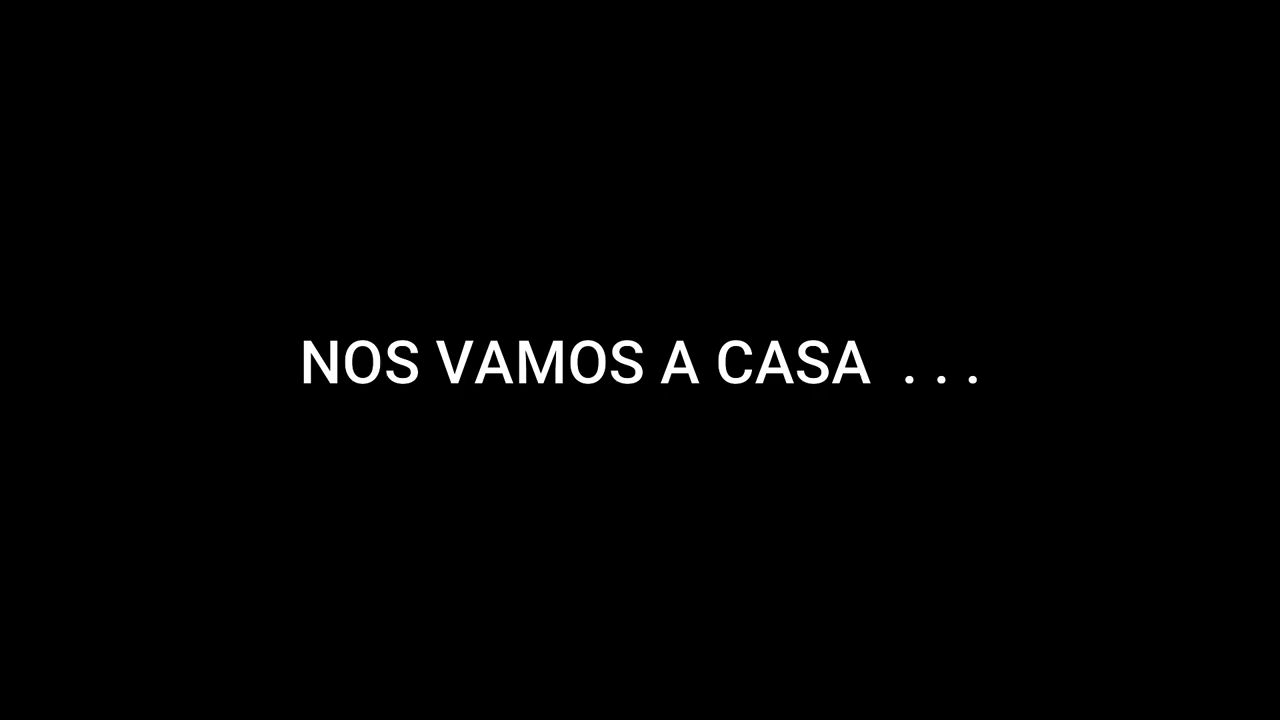 NOS VAMOS A CASA . . .